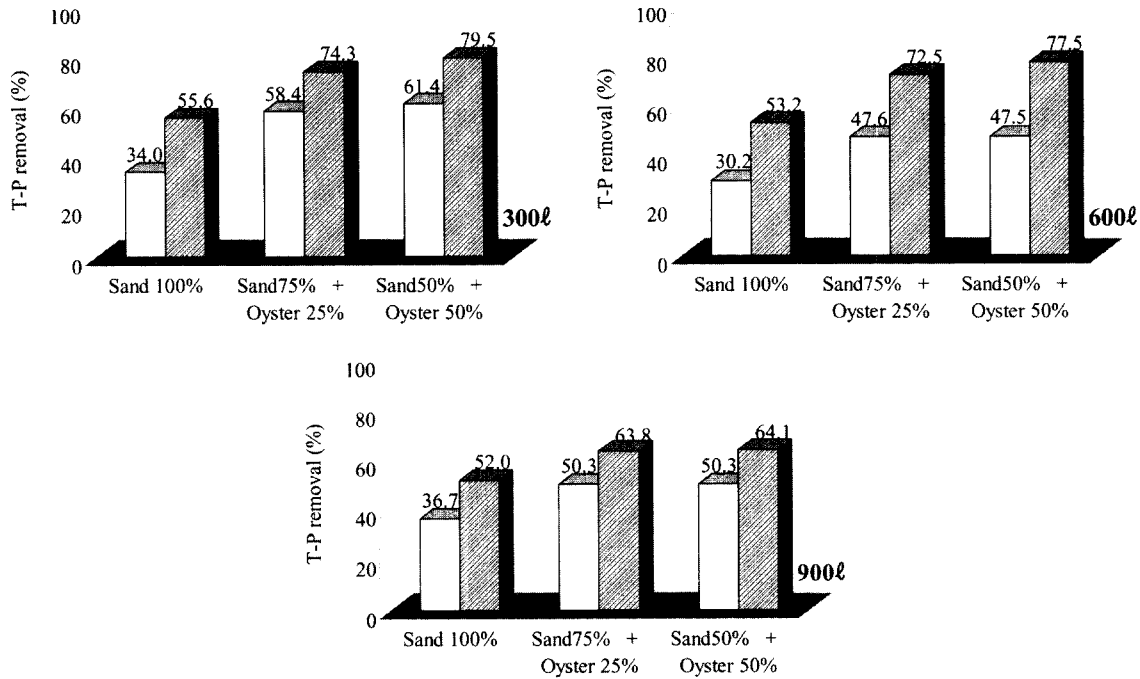 100
80
60
40
20
0
T-P removal (%)
34.0
55.6
58.4
74.3
61.4
79.5
300ℓ
Sand 100%
Sand75% +
Oyster 25%
Sand50% +
Oyster 50%
100
80
60
40
20
0
T-P removal (%)
30.2
53.2
47.6
72.5
47.5
77.5
600ℓ
Sand 100%
Sand75% +
Oyster 25%
Sand50% +
Oyster 50%
100
80
60
40
20
0
T-P removal (%)
36.7
52.0
50.3
63.8
50.3
64.1
900ℓ
Sand 100%
Sand75% +
Oyster 25%
Sand50% +
Oyster 50%